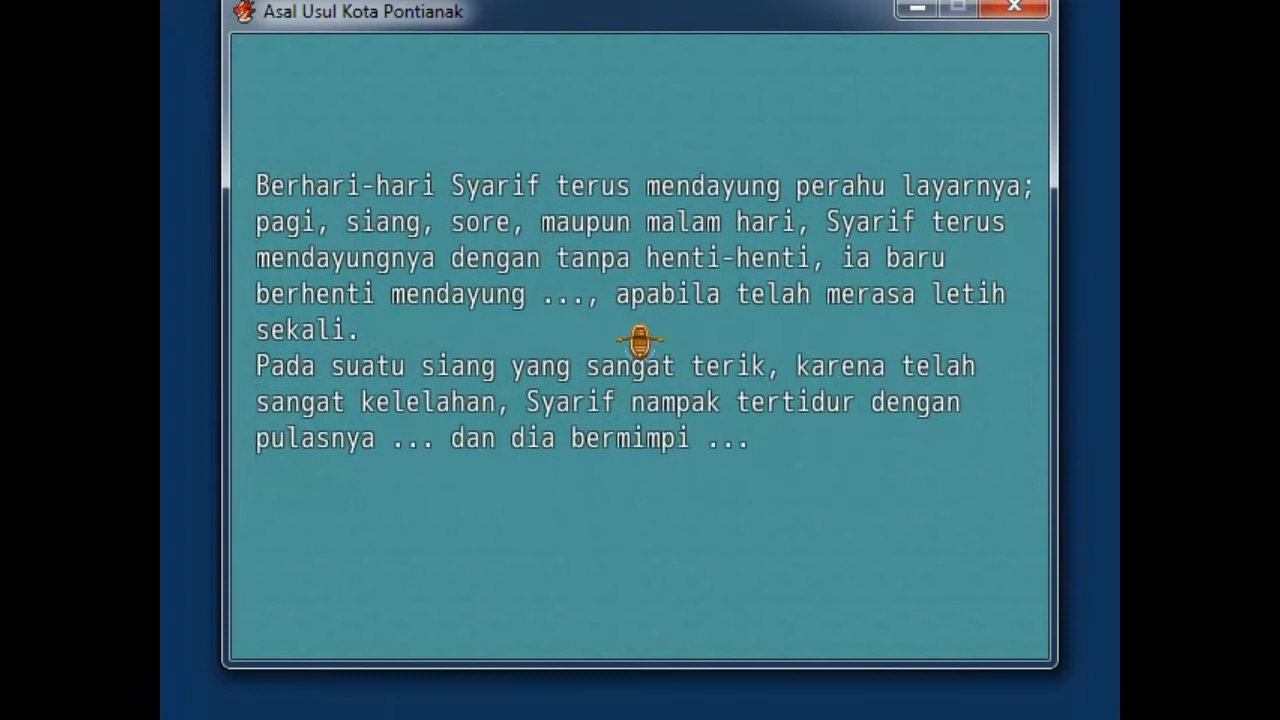 Asal Usul Kota Pontianak
Berhari-hari Syarif terus mendayung perahu layarnya;
pagi, siang, sore, maupun malam hari, Syarif terus
mendayungnya dengan tanpa henti-henti, ia baru
berhenti mendayung ..., apabila telah merasa letih
sekali.
Pada suatu siang yang sangat terik, karena telah
sangat kelelahan, Syarif nampak tertidur dengan
pulasnya ... dan dia bermimpi ...